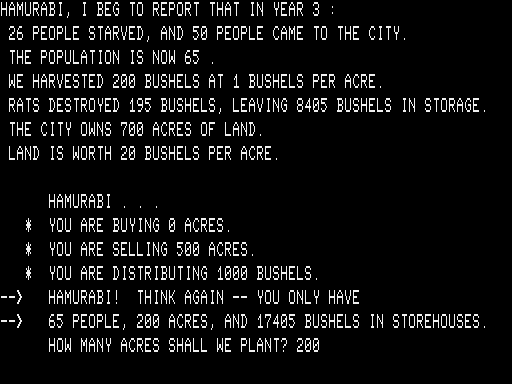 HAMURABI, I BEG TO REPORT THAT IN YEAR 3 :
26 PEOPLE STARVED, AND 50 PEOPLE CAME TO THE CITY.
THE POPULATION IS NOW 65 .
WE HARVESTED 200 BUSHELS AT 1 BUSHELS PER ACRE.
RATS DESTROYED 195 BUSHELS, LEAVING 8405 BUSHELS IN STORAGE.
THE CITY OWNS 700 ACRES OF LAND.
LAND IS WORTH 20 BUSHELS PER ACRE.
HAMURABI . . .
* YOU ARE BUYING 0 ACRES.
* YOU ARE SELLING 500 ACRES.
* YOU ARE DISTRIBUTING 1000 BUSHELS.
--> HAMURABI! THINK AGAIN -- YOU ONLY HAVE
--> 65 PEOPLE, 200 ACRES, AND 17405 BUSHELS IN STOREHOUSES.
HOW MANY ACRES SHALL WE PLANT? 200